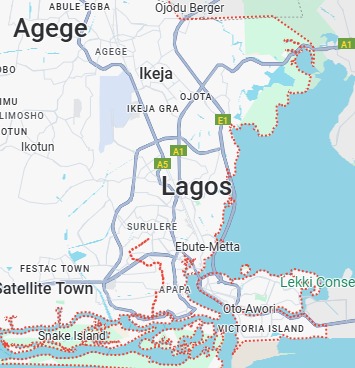 ABULE EGBA
Ojodu Berger
Agege
AGEGE
A1
Ikeja
OJOTA
IMU
LIMOSHO
IKEJA GRA
E1
OTUN
Ikotun
A1
A5
Lagos
SURULERE
Ebute-Metta
FESTAC TOWN
Satellite Town
APAPA
Lekki Conse
Oto-Awori
VICTORIA ISLAND
Snake Island